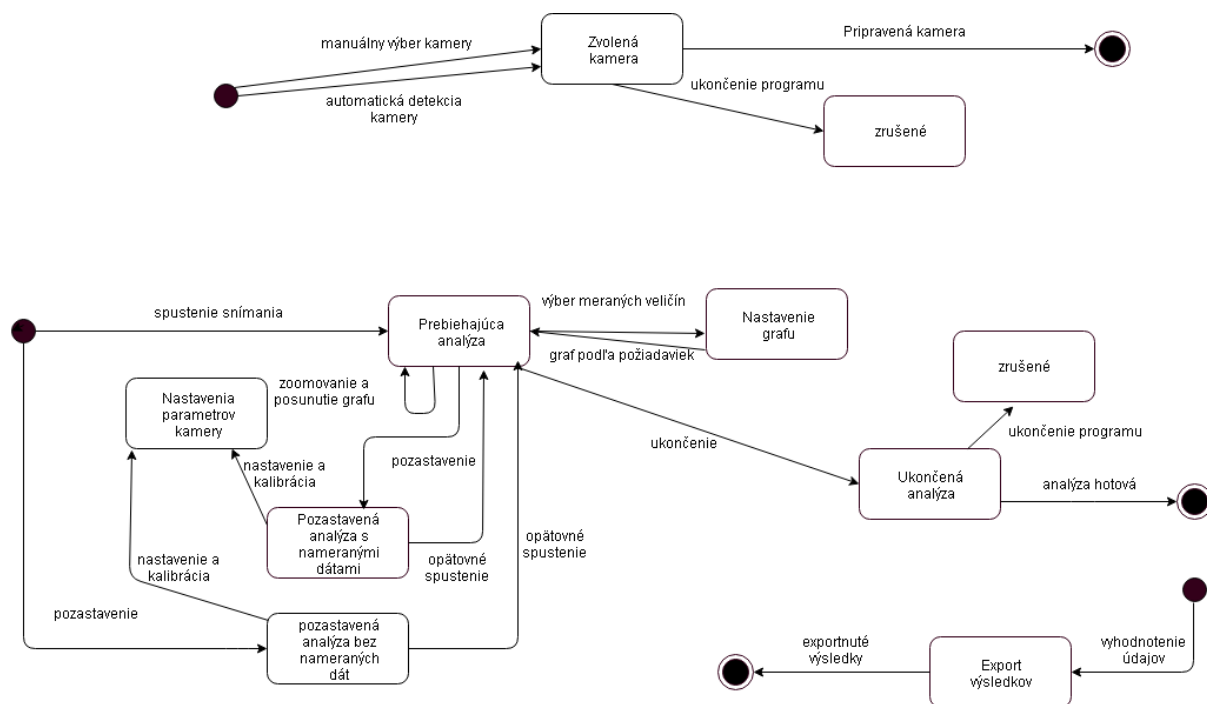 manuálny výber kamery
automatická detekcia
kamery
Zvolená
kamera
Pripravená kamera
ukončenie programu
zrušené
spustenie snímania
Prebiehajúca
analýza
výber meraných veličín
graf podľa požiadaviek
Nastavenie
grafu
zrušené
Nastavenia
parametrov
kamery
zoomovanie a
posunutie grafu
nastavenie a
kalibrácia
pozastavenie
ukončenie
ukončenie programu
Ukončená
analýza
analýza hotová
Pozastavená
analýza s
nameranými
dátami
opätovné
spustenie
opätovné
spustenie
nastavenie a
kalibrácia
pozastavenie
pozastavená
analýza bez
nameraných
dát
exportnuté
výsledky
Export
výsledkov
vyhodnotenie
údajov